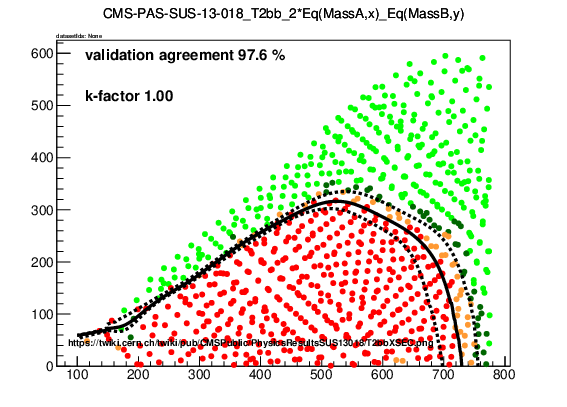 CMS-PAS-SUS-13-018_T2bb_2*Eq(MassA,x)_Eq(MassB,y)
datasetIds: None
validation agreement 97.6 %
k-factor 1.00
600
500
400
300
200
100
https://twiki.cern.ch/twiki/pub/CMSPublic/PhysicsResultsSUS13018/T2bbXSEC.png
0
100 200 300 400 500 600 700 800